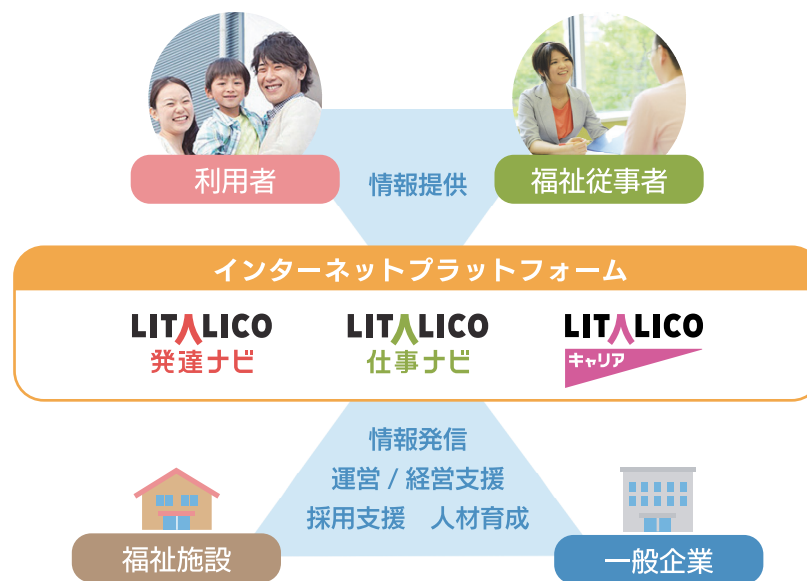 利用者
情報提供
福祉従事者
インターネットプラットフォーム
LITALICO
発達ナビ
LITALICO
仕事ナビ
LITALICO
キャリア
情報発信
運営 / 経営支援
採用支援 人材育成
福祉施設
一般企業